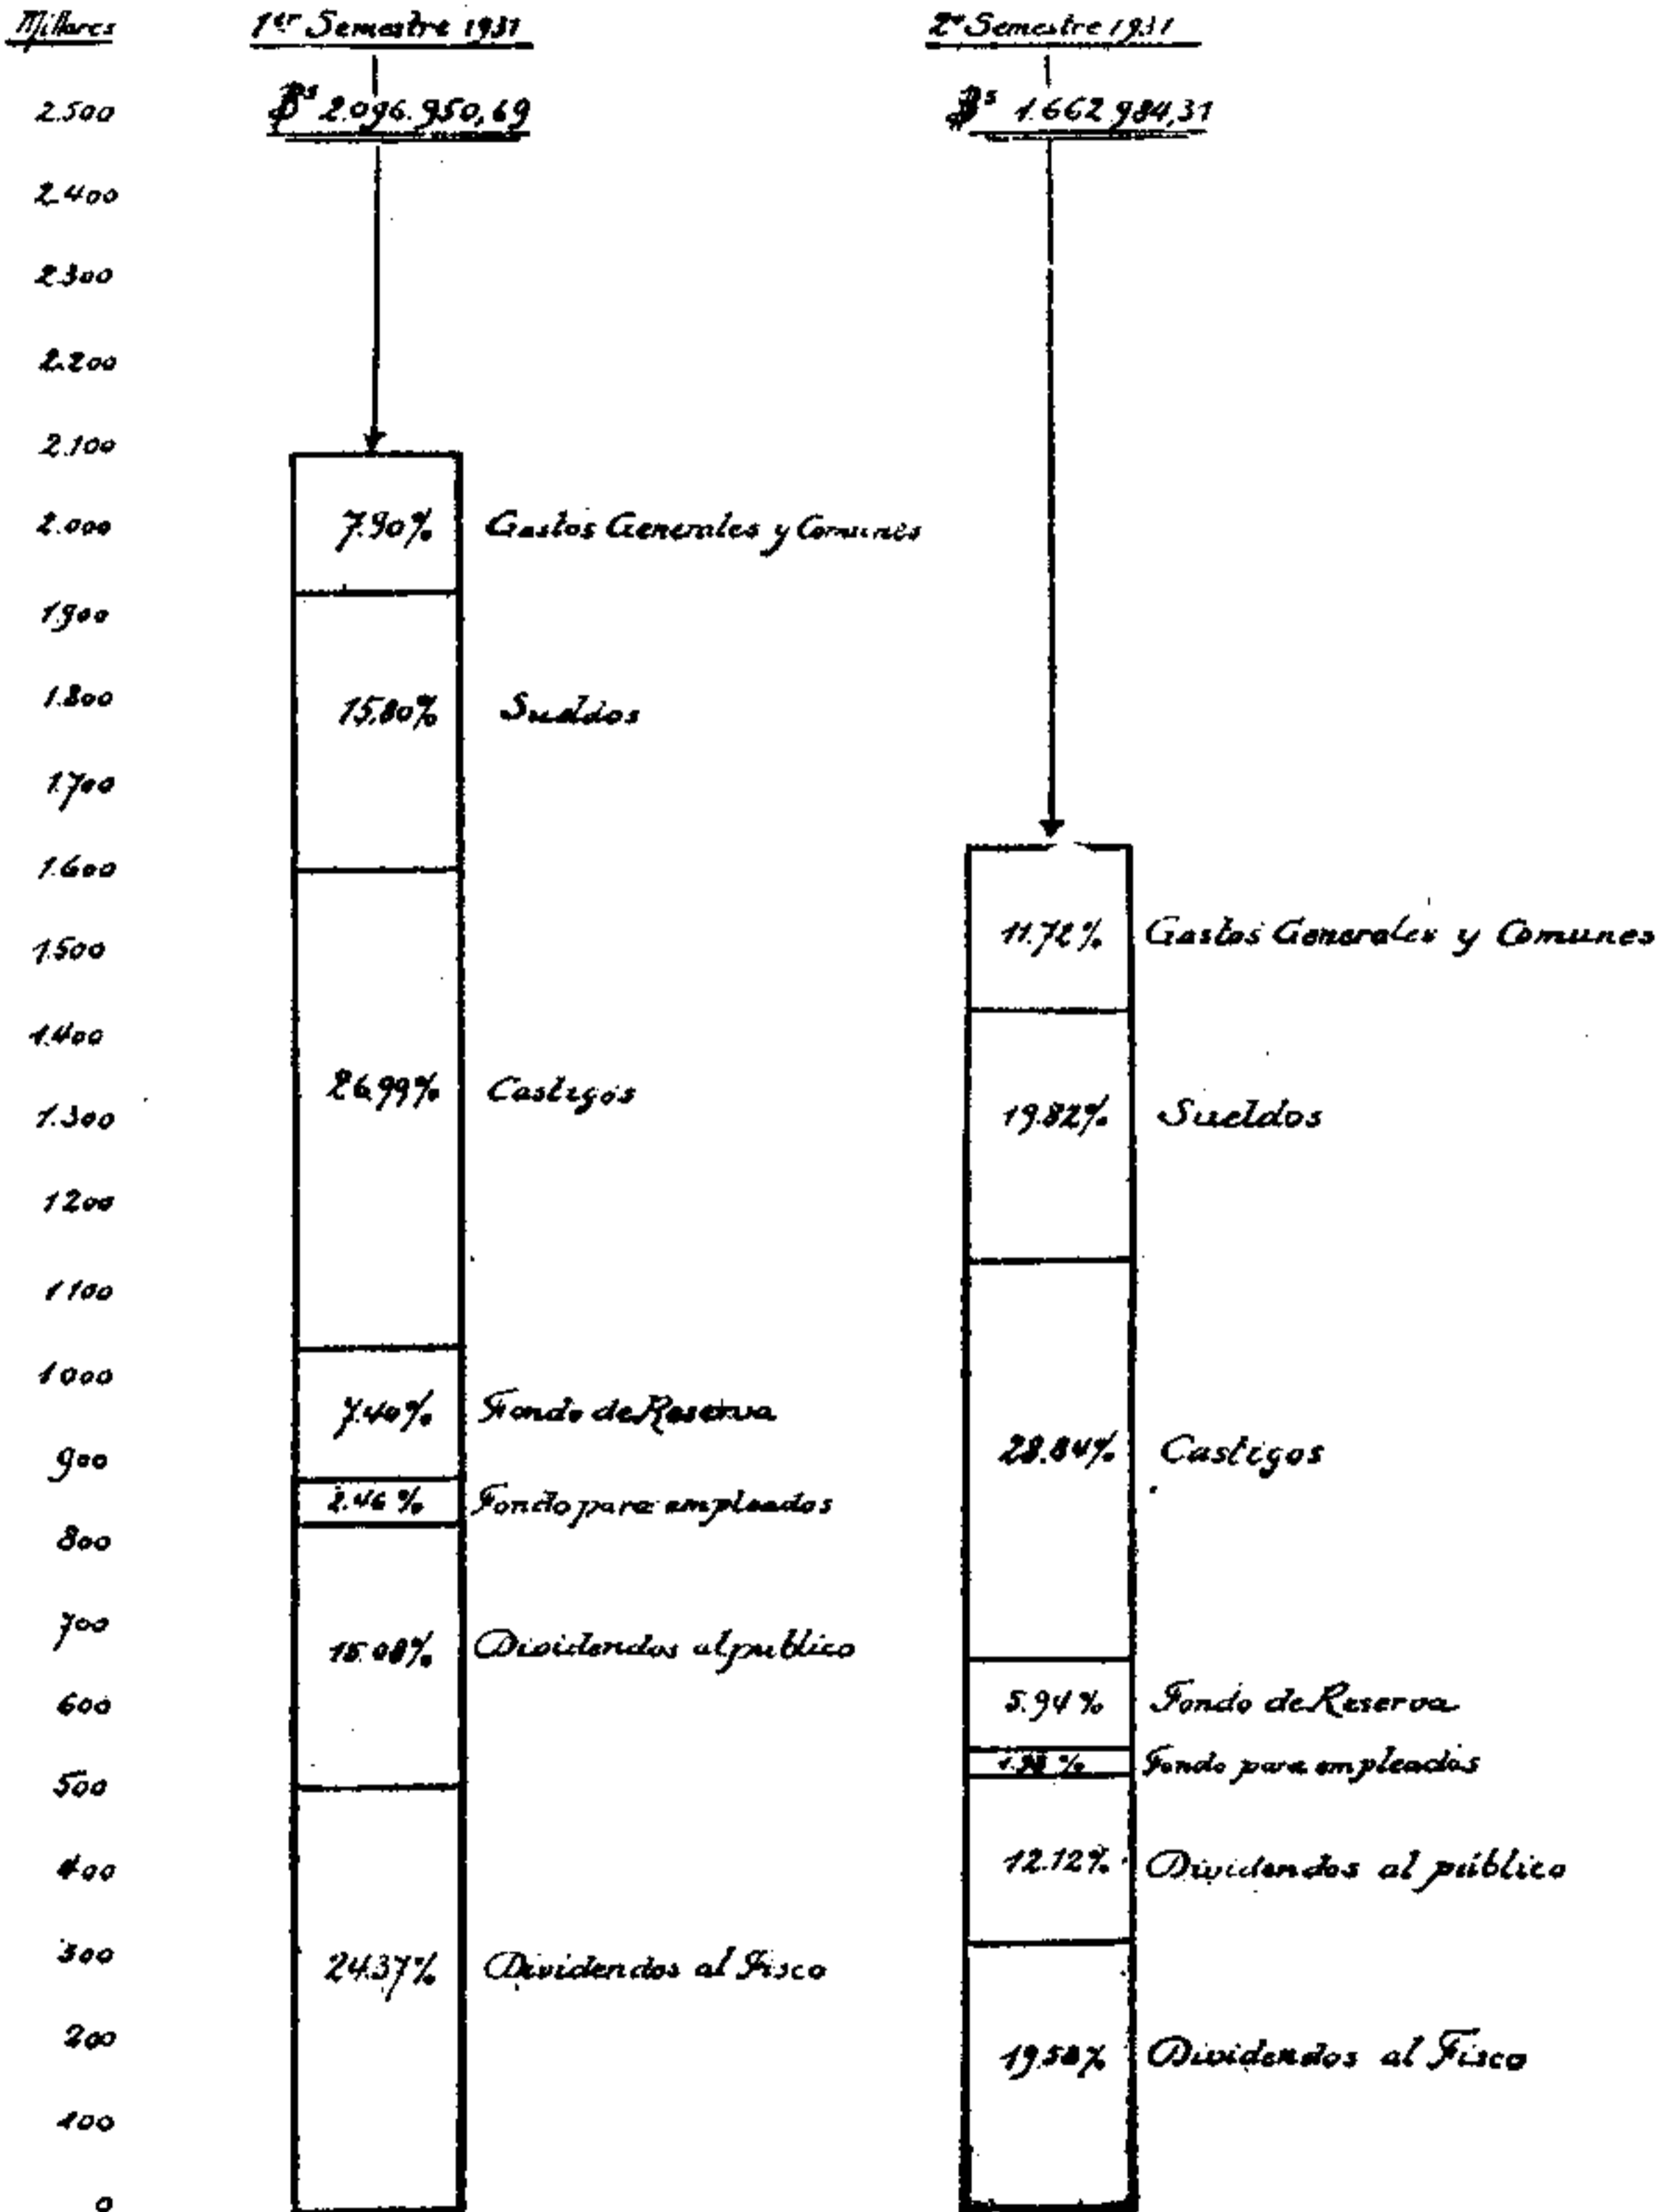 Millares
1er Semestre 1931
2º Semestre 1931
2.500
Bs 2.096.950,69
Bs 1.662.984,31
2.400
2.300
2.200
2.100
2.000
7.90% Gastos Generales y Comunes
1.900
1.800
15.80% Sueldos
1.700
1.600
1.500
11.72% Gastos Generales y Comunes
1.400
26.99% Castigos
1.300
19.82% Sueldos
1200
1100
1000
7.40% Fondo de Reserva
900
28.84% Castigos
2.46% Fondo para empleados
800
700
15.08% Dividendos al publico
600
5.94% Fondo de Reserva
1.98% Fondo para empleados
500
400
12.12% Dividendos al público
300
24.37% Dividendos al Fisco
200
19.58% Dividendos al Fisco
100
0